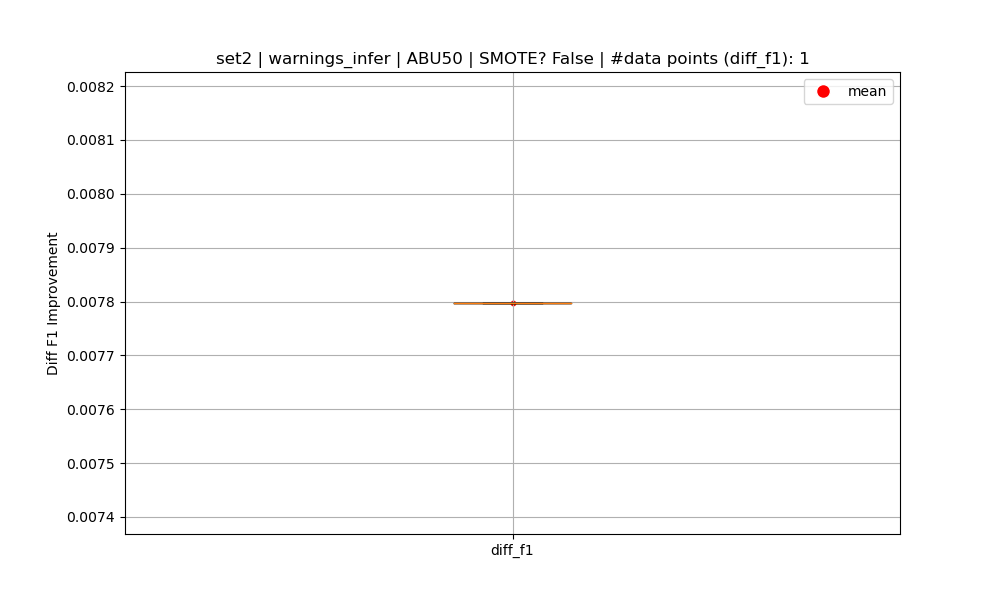 set2 | warnings_infer | ABU50 | SMOTE? False | #data points (diff_f1): 1
mean
0.0082
0.0081
0.0080
0.0079
0.0078
0.0077
0.0076
0.0075
0.0074
Diff F1 Improvement
diff_f1